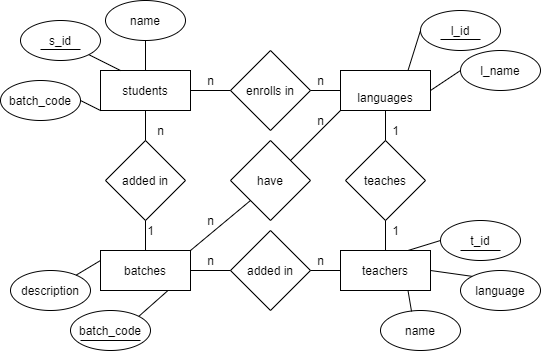 name
s_id
l_id
l_name
students
n
enrolls in
n
languages
batch_code
n
n
1
added in
have
teaches
n
1
1
t_id
batches
n
added in
n
teachers
description
language
batch_code
name